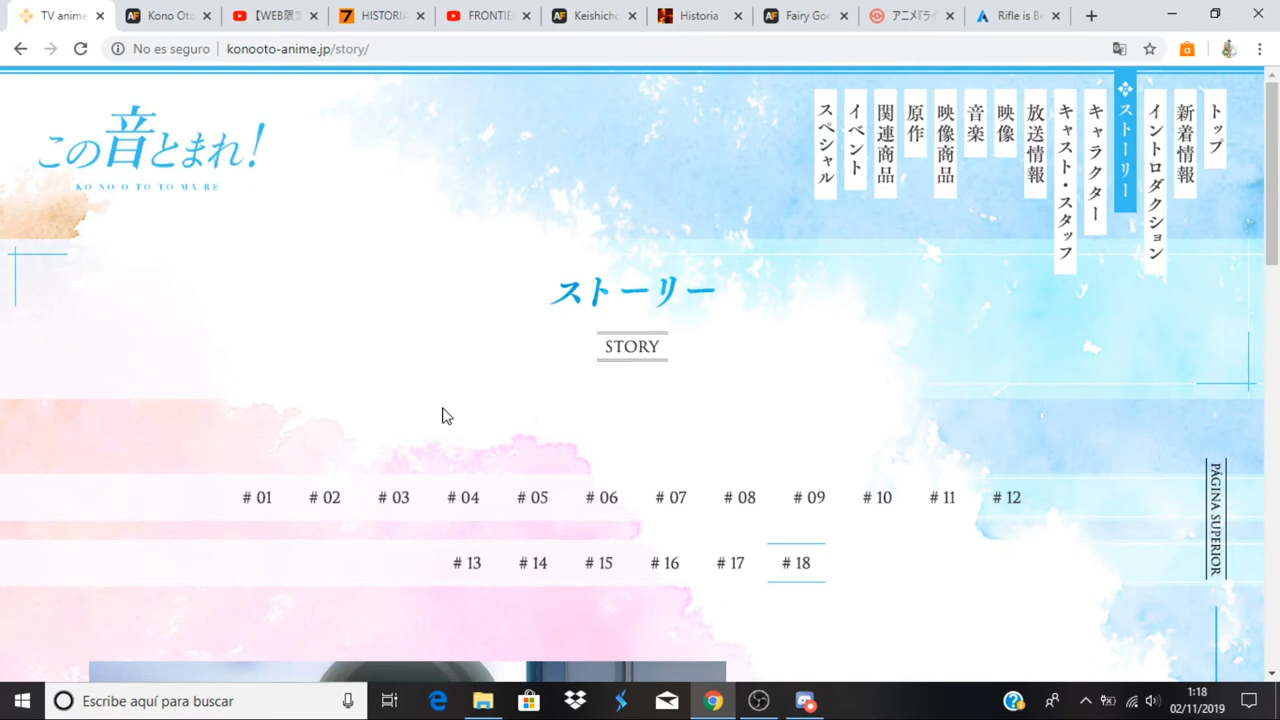 TV anime
Kono Oto
【WEB限
HISTORIA
FRONTIE
Keishicho
Historia
Fairy Go
アニメ『ラ
Rifle is Be
No es seguro
konooto-anime.jp/story/
この音とまれ!
KO NO O TO TO MA RE
トップ
新着情報
イントロダクション
ストーリー
キャラクター
キャスト・スタッフ
放送情報
映像
音楽
映像商品
原作
関連商品
イベント
スペシャル
ストーリー
STORY
# 01 # 02 # 03 # 04 # 05 # 06 # 07 # 08 # 09 # 10 # 11 # 12
# 13 # 14 # 15 # 16 # 17 # 18
PÁGINA SUPERIOR
Escribe aquí para buscar
1:18
02/11/2019